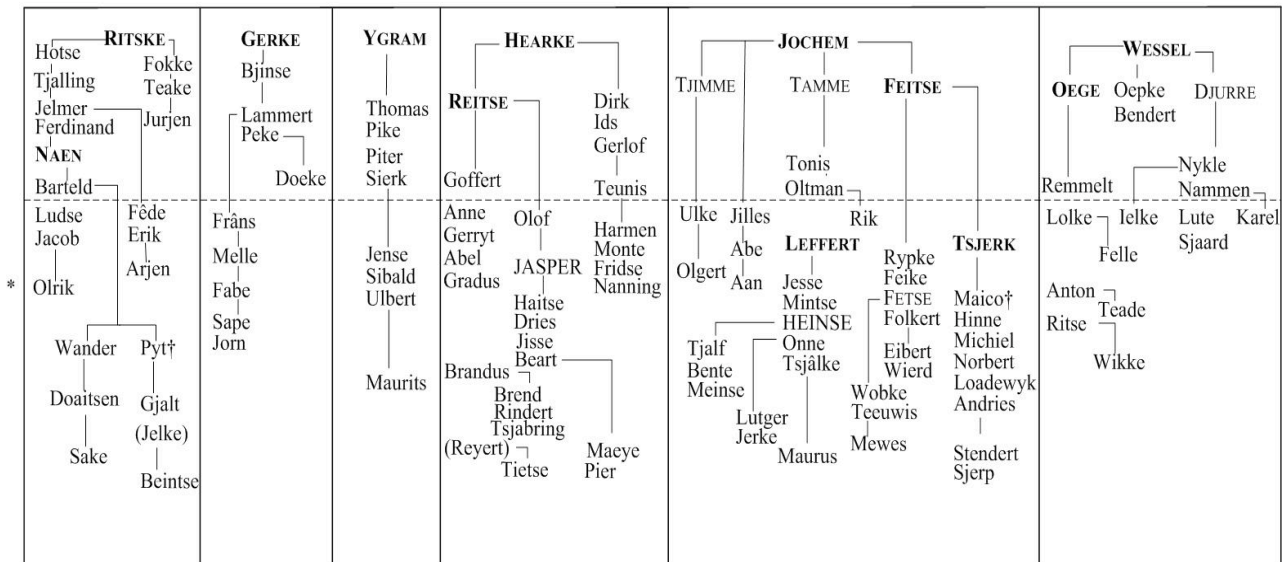 RITSKE
Hotse
Fokke
Tjalling
Teake
Jelmer
Jurjen
Ferdinand
NAEN
Barteld
Ludse
Jacob
Olrik
Fêde
Erik
Arjen
Wander
Pyt†
Doaitsen
Gjalt
(Jelke)
Sake
Beintse
*
GERKE
Bjinse
Lammert
Peke
Doeke
Frâns
Melle
Fabe
Sape
Jorn
YGRAM
Thomas
Pike
Piter
Sierk
Jense
Sibald
Ulbert
Maurits
HEARKE
REITSE
Dirk
Ids
Gerlof
Goffert
Teunis
Anne
Gerryt
Abel
Gradus
Olof
JASPER
Haitse
Dries
Jisse
Beart
Harmen
Monte
Fridse
Nanning
Brandus
Brend
Rindert
Tsjabring
(Reyert)
Tietse
Maeye
Pier
JOCHEM
TJIMME
TAMME
FEITSE
Tonis
Oltman
Ulke
Jilles
Rik
Olgert
Abe
Aan
LEFFERT
Jesse
Mintse
HEINSE
Onne
Tsjâlke
Tjalf
Bente
Meinse
Lutger
Jerke
Maurus
Rypke
Feike
FETSE
Folkert
Eibert
Wierd
Wobke
Teeuwis
Mewes
TSJERK
Maico†
Hinne
Michiel
Norbert
Loadewyk
Andries
Stendert
Sjerp
WESSEL
OEGE
Oepke
Bendert
DJURRE
Remmelt
Nykle
Nammen
Lolke
Felle
Ielke
Lute
Sjaard
Karel
Anton
Teade
Ritse
Wikke